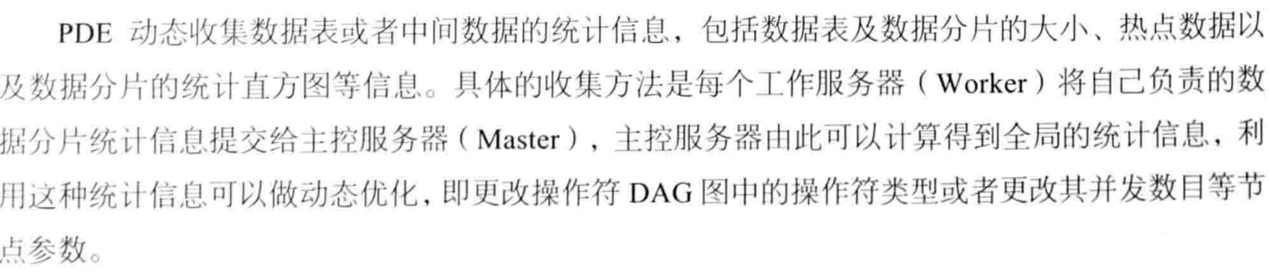 PDE 动态收集数据表或者中间数据的统计信息，包括数据表及数据分片的大小、热点数据以
及数据分片的统计直方图等信息。具体的收集方法是每个工作服务器（Worker）将自己负责的数
据分片统计信息提交给主控服务器（Master），主控服务器由此可以计算得到全局的统计信息，利
用这种统计信息可以做动态优化，即更改操作符 DAG 图中的操作符类型或者更改其并发数目等节
点参数。